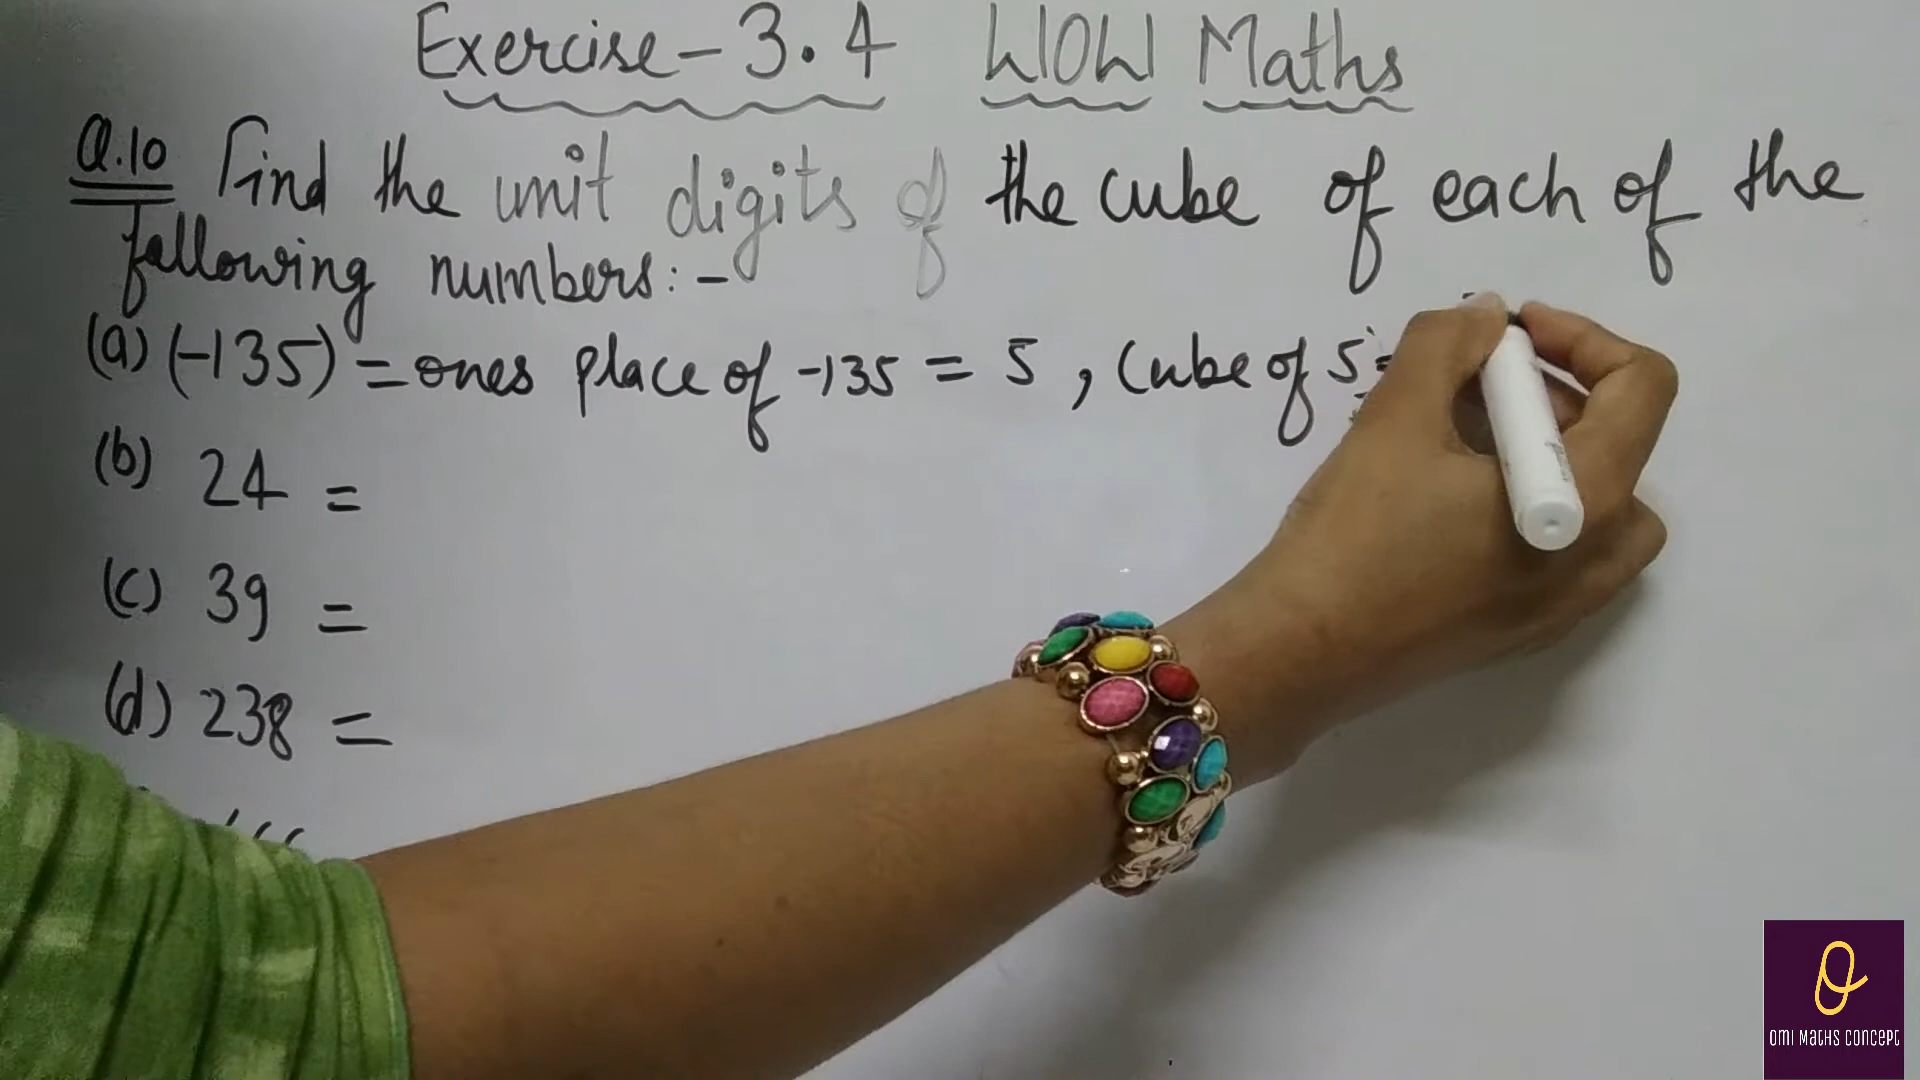 Exercise-3.4 WOW Maths
Q.10 Find the unit digits of the cube of each of the
following numbers:-
(a) (-135) = ones place of -135 = 5, Cube of 5 =
(b) 24 =
(c) 39 =
(d) 238 =
OMI MATHS CONCEPT